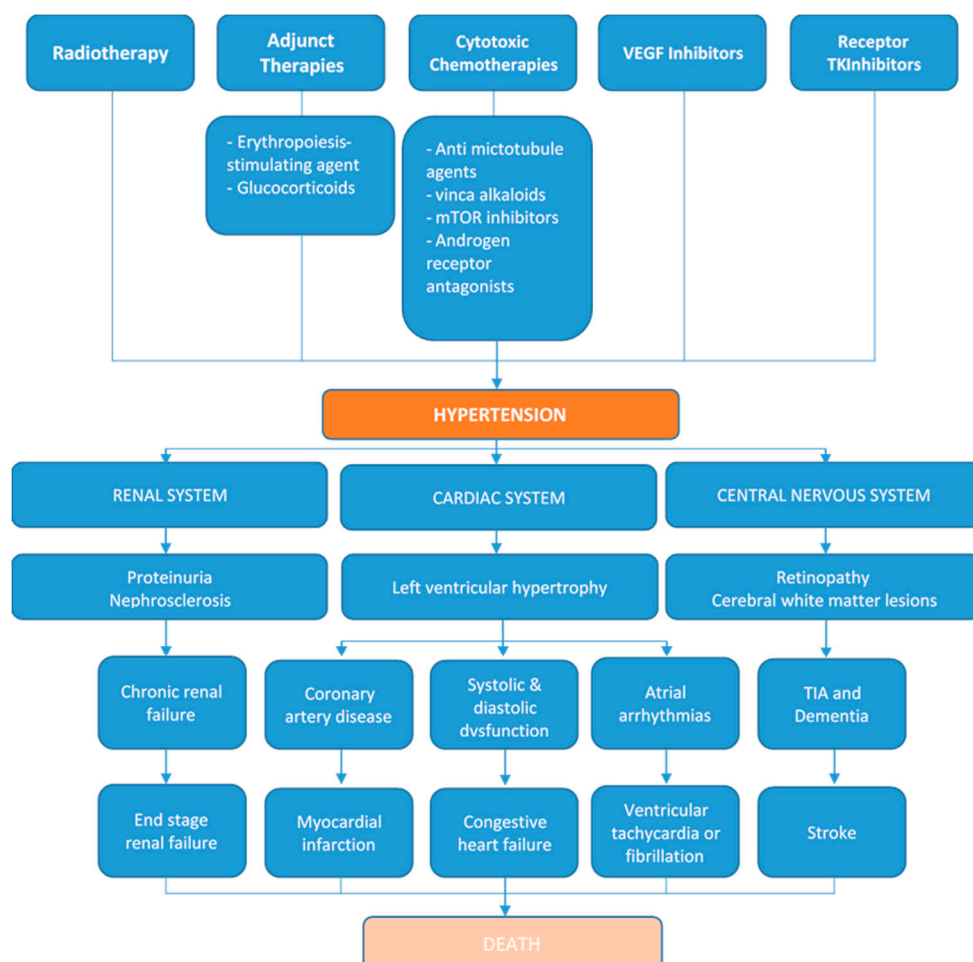 Radiotherapy
Adjunct
Therapies
Cytotoxic
Chemotherapies
VEGF Inhibitors
Receptor
TKInhibitors
- Erythropoiesis-
stimulating agent
- Glucocorticoids
- Anti mictotubule
agents
- vinca alkaloids
- mTOR inhibitors
- Androgen
receptor
antagonists
HYPERTENSION
RENAL SYSTEM
CARDIAC SYSTEM
CENTRAL NERVOUS SYSTEM
Proteinuria
Nephrosclerosis
Left ventricular hypertrophy
Retinopathy
Cerebral white matter lesions
Chronic renal
failure
Coronary
artery disease
Systolic &
diastolic
dvsfunction
Atrial
arrhythmias
TIA and
Dementia
End stage
renal failure
Myocardial
infarction
Congestive
heart failure
Ventricular
tachycardia or
fibrillation
Stroke
DEATH